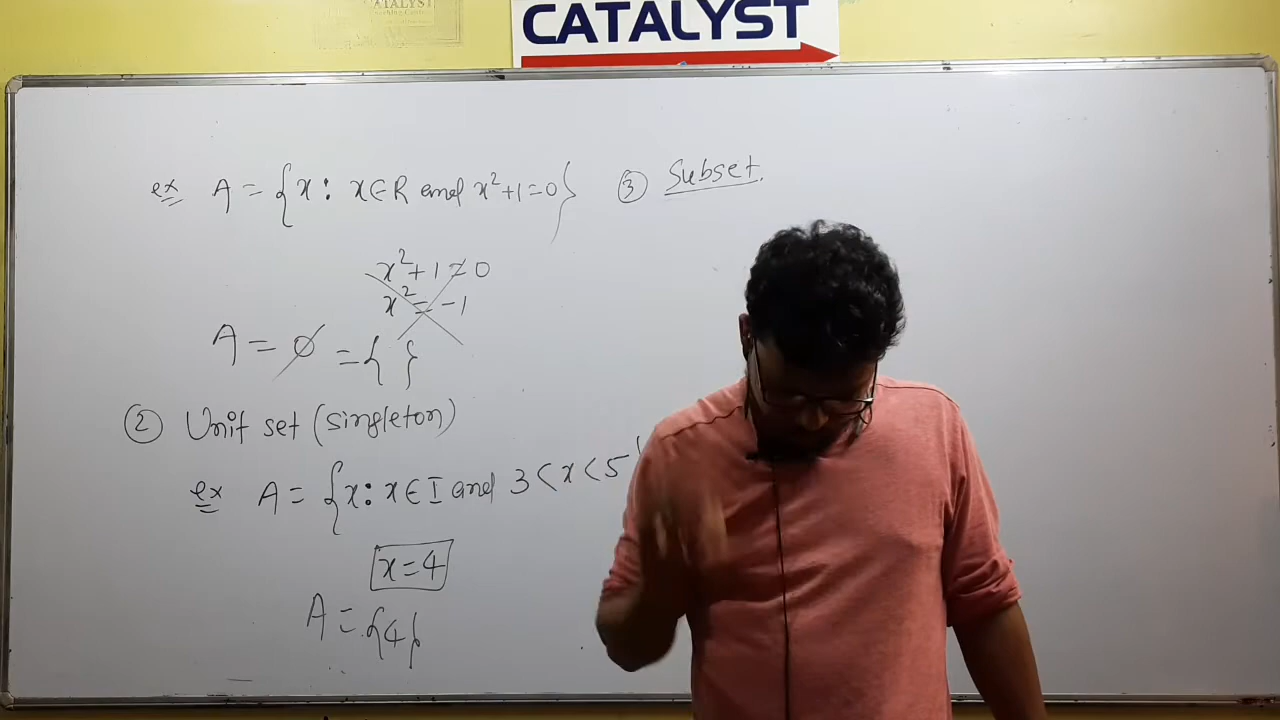 CATALYST
CATALYST
ex A = {x : x∈R and x²+1=0}
x²+1≠0
x²=-1
A = ∅ = { }
② Unit set (singleton)
ex A = {x : x∈I and 3<x<5
x=4
A = {4}
③ Subset.